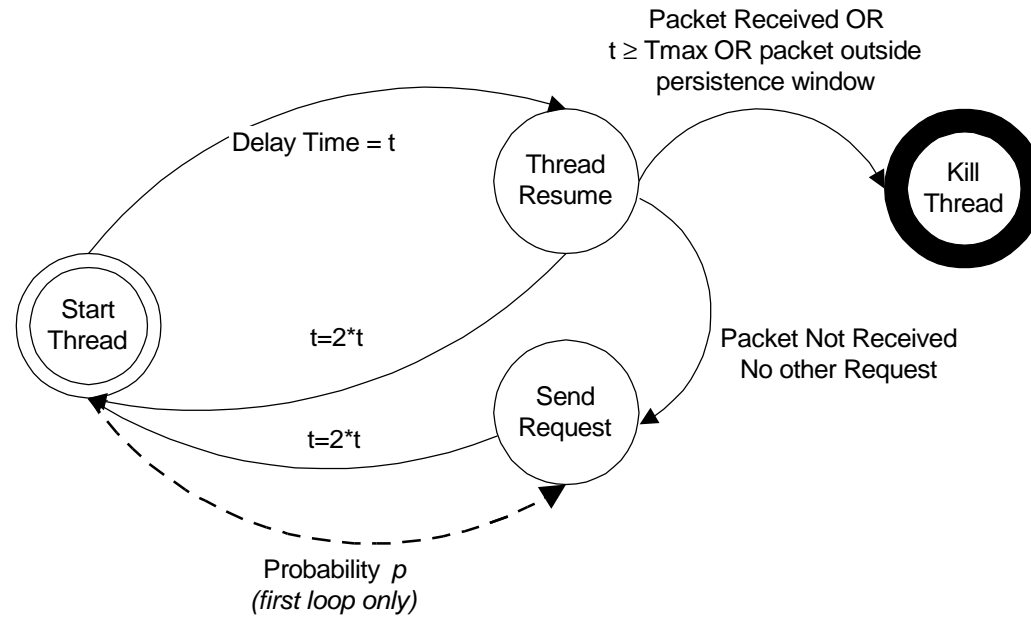 Packet Received OR
t ≥ Tmax OR packet outside
persistence window
Delay Time = t
Thread
Resume
Kill
Thread
Start
Thread
t=2*t
Packet Not Received
No other Request
Send
Request
t=2*t
Probability p
(first loop only)